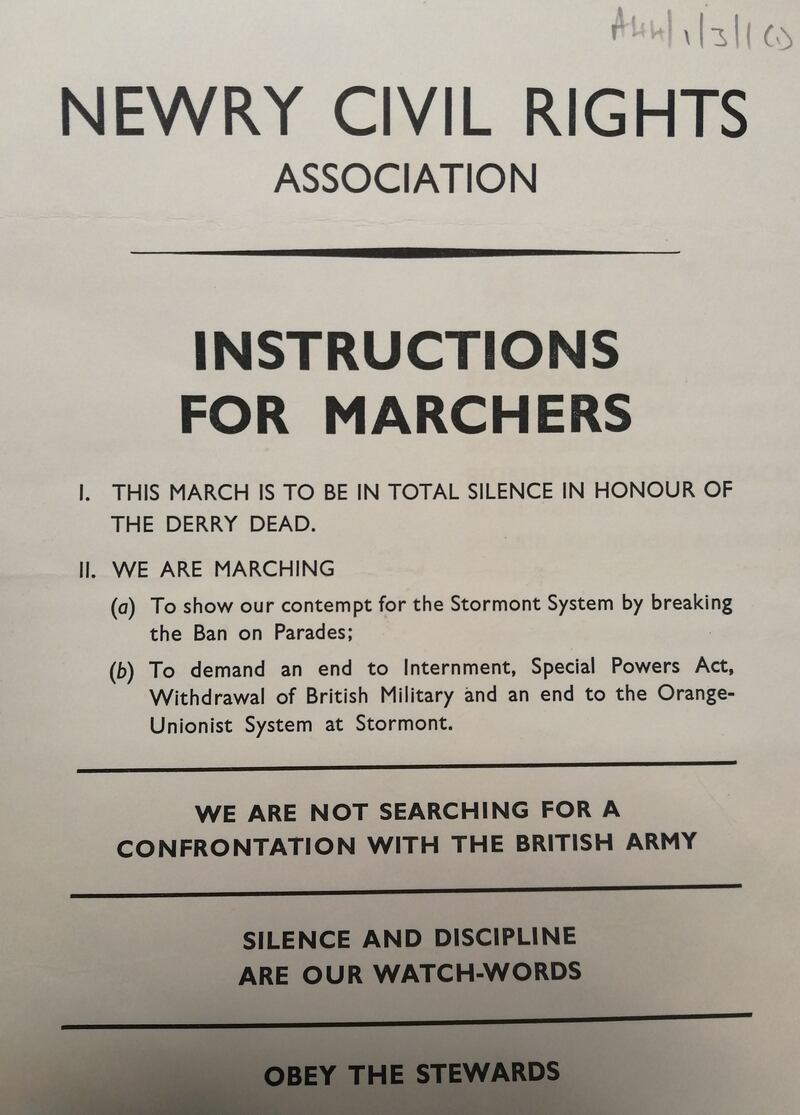 A44/1/3/1(1)
NEWRY CIVIL RIGHTS
ASSOCIATION
INSTRUCTIONS
FOR MARCHERS
I. THIS MARCH IS TO BE IN TOTAL SILENCE IN HONOUR OF
THE DERRY DEAD.
II. WE ARE MARCHING
(a) To show our contempt for the Stormont System by breaking
the Ban on Parades;
(b) To demand an end to Internment, Special Powers Act,
Withdrawal of British Military and an end to the Orange-
Unionist System at Stormont.
WE ARE NOT SEARCHING FOR A
CONFRONTATION WITH THE BRITISH ARMY
SILENCE AND DISCIPLINE
ARE OUR WATCH-WORDS
OBEY THE STEWARDS